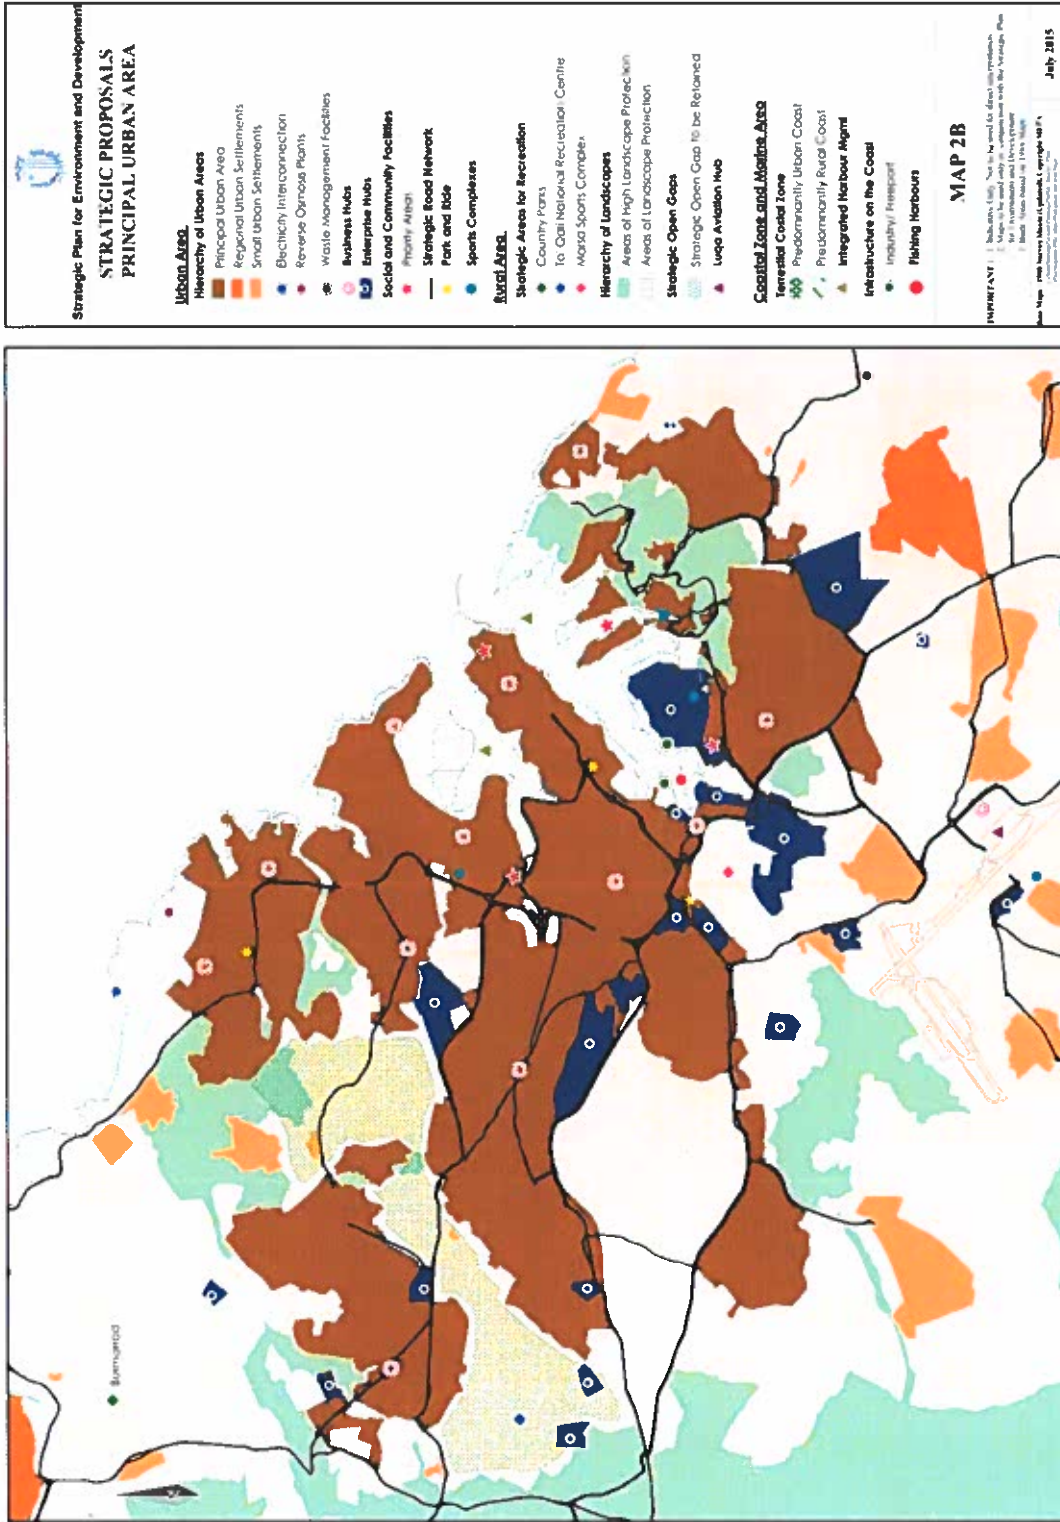 Strategic Plan for Environment and Development
STRATEGIC PROPOSALS
PRINCIPAL URBAN AREA
Urban Area
Hierarchy of Urban Areas
Principal Urban Area
Regional Urban Settlements
Small Urban Settlements
Electricity Interconnection
Reverse Osmosis Plants
Waste Management Facilities
Business Hubs
Enterprise Hubs
Social and Community Facilities
Priority Areas
Strategic Road Network
Park and Ride
Sports Complexes
Rural Area
Strategic Areas for Recreation
Country Parks
Ta Qali National Recreation Centre
Marsa Sports Complex
Hierarchy of Landscapes
Areas of High Landscape Protection
Areas of Landscape Protection
Strategic Open Gaps
Strategic Open Gap to be Retained
Luqa Aviation Hub
Coastal Zone and Marine Area
Terrestial Coastal Zone
Predominantly Urban Coast
Predominantly Rural Coast
Integrated Harbour Mgmt
Infrastructure on the Coast
Industry/ Freeport
Fishing Harbours
MAP 2B
IMPORTANT
July 2015